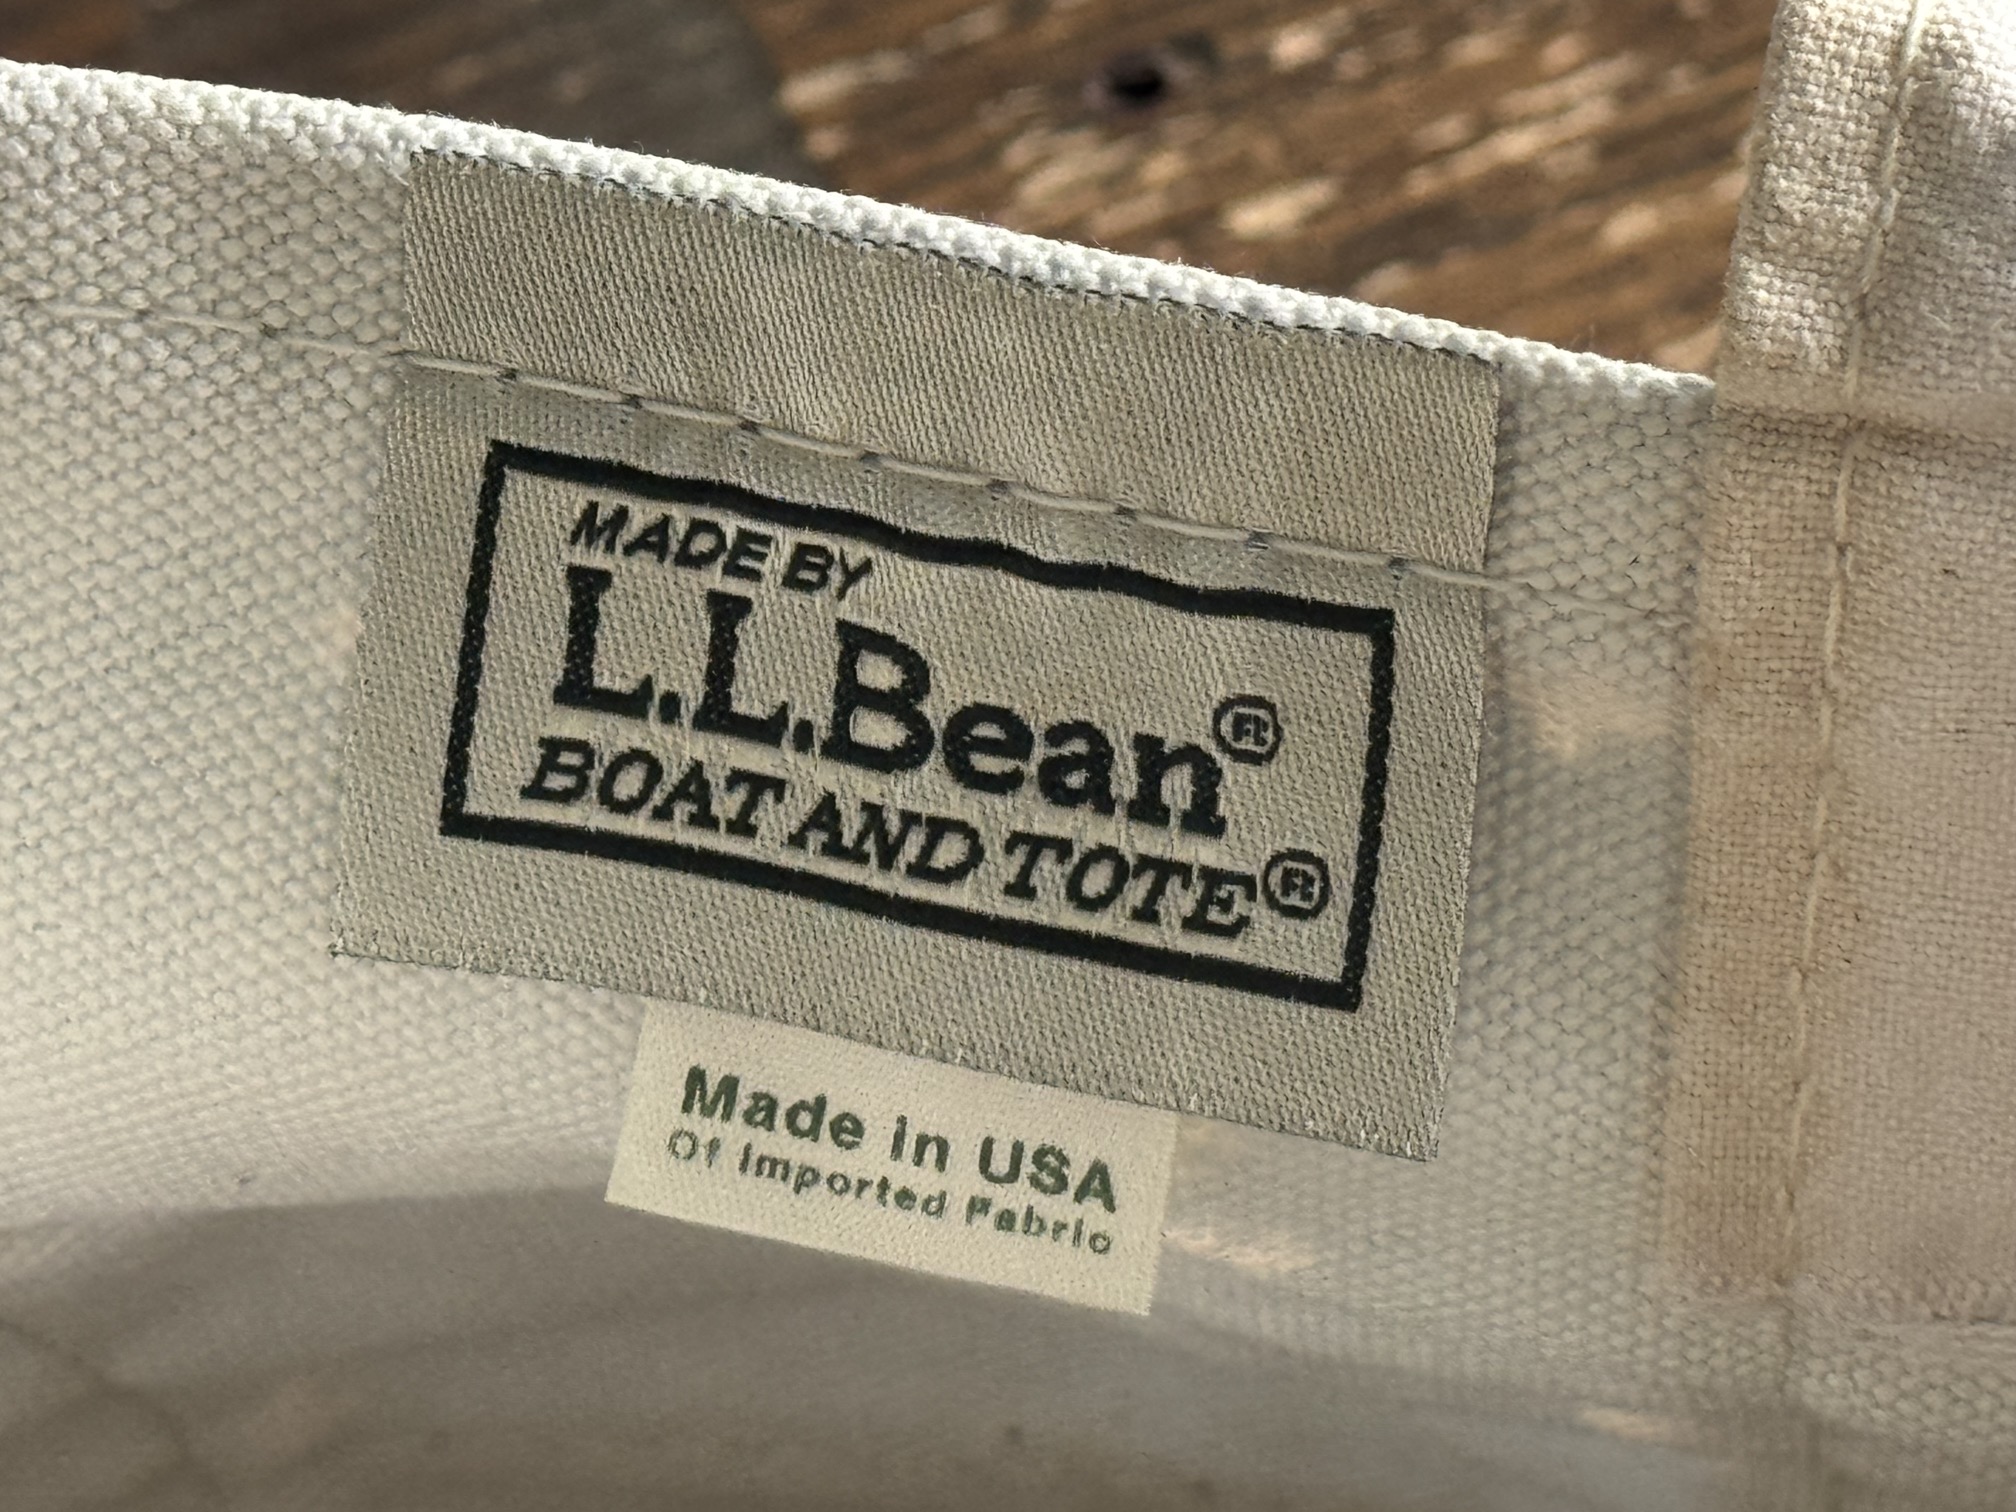 MADE BY
L.L.Bean®
BOAT AND TOTE®
Made in USA
Of Imported Fabric